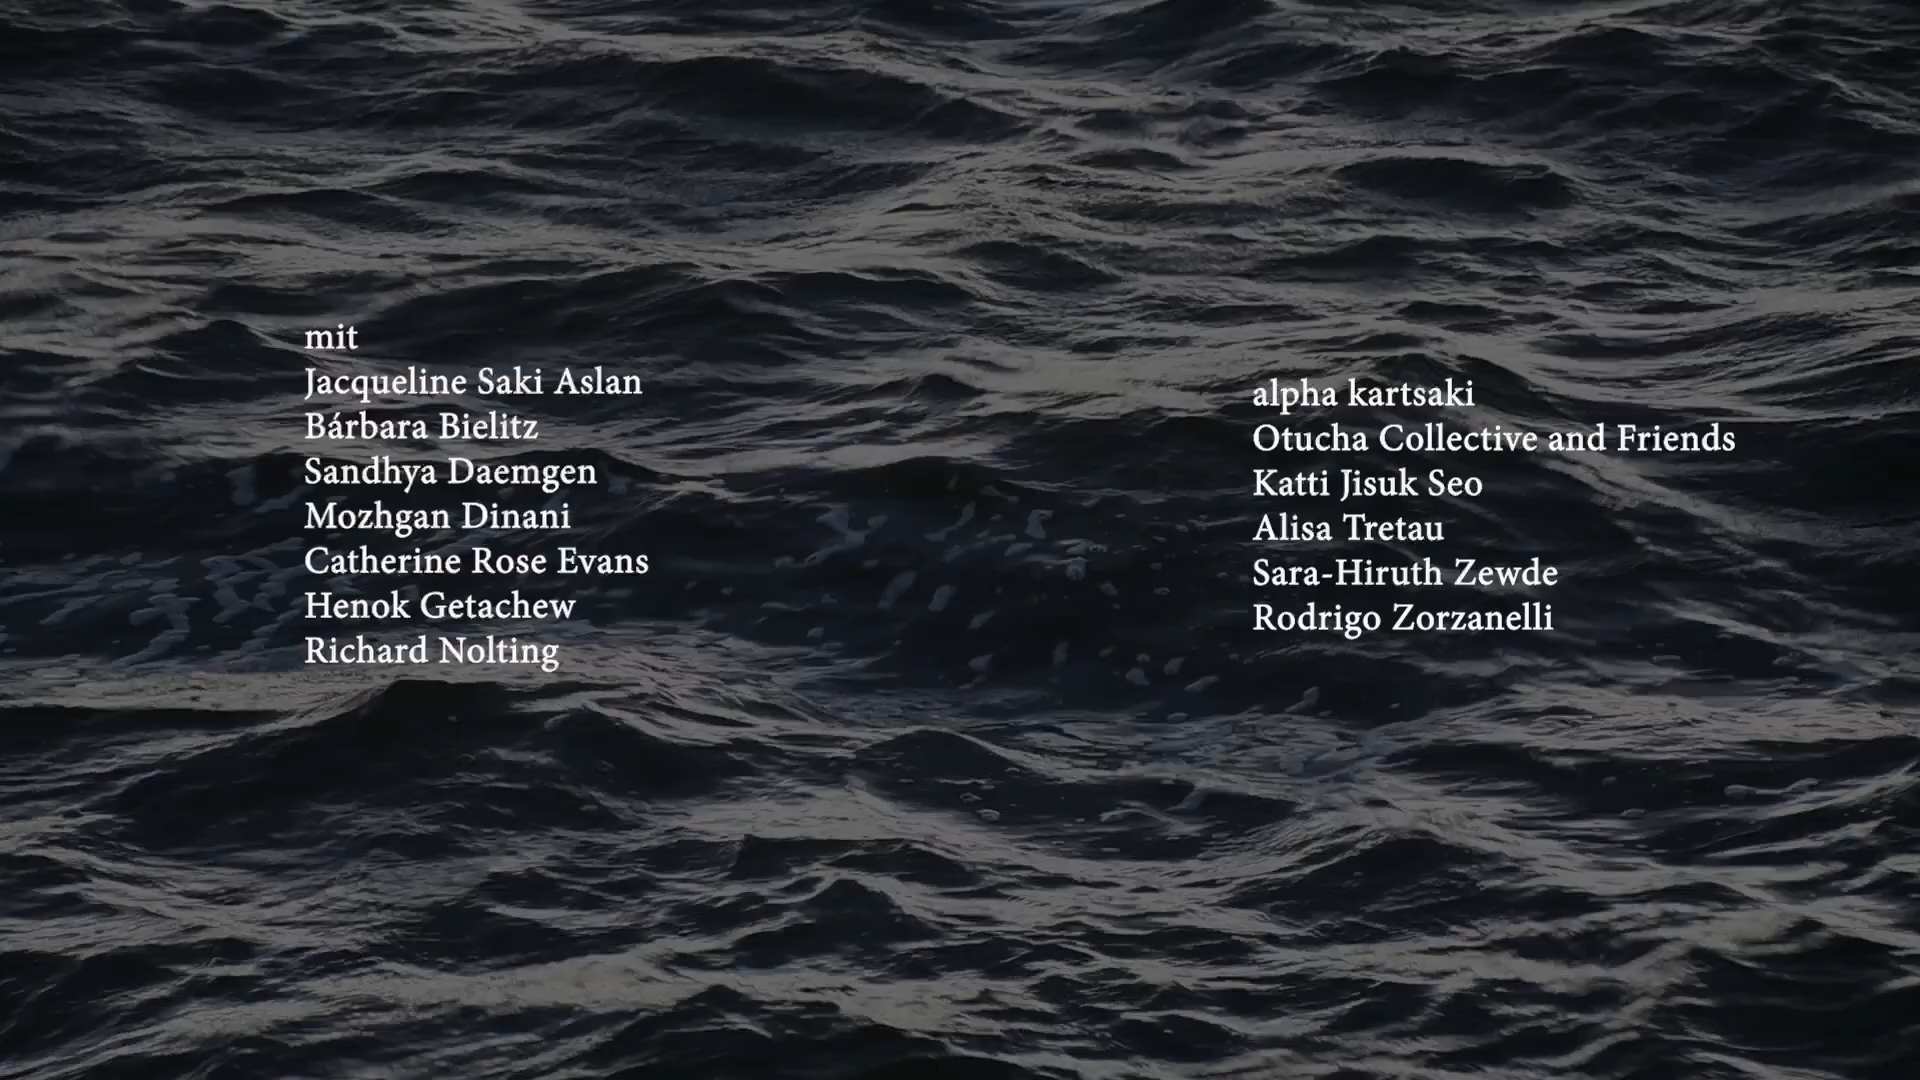 mit
Jacqueline Saki Aslan
Bárbara Bielitz
Sandhya Daemgen
Mozhgan Dinani
Catherine Rose Evans
Henok Getachew
Richard Nolting
alpha kartsaki
Otucha Collective and Friends
Katti Jisuk Seo
Alisa Tretau
Sara-Hiruth Zewde
Rodrigo Zorzanelli